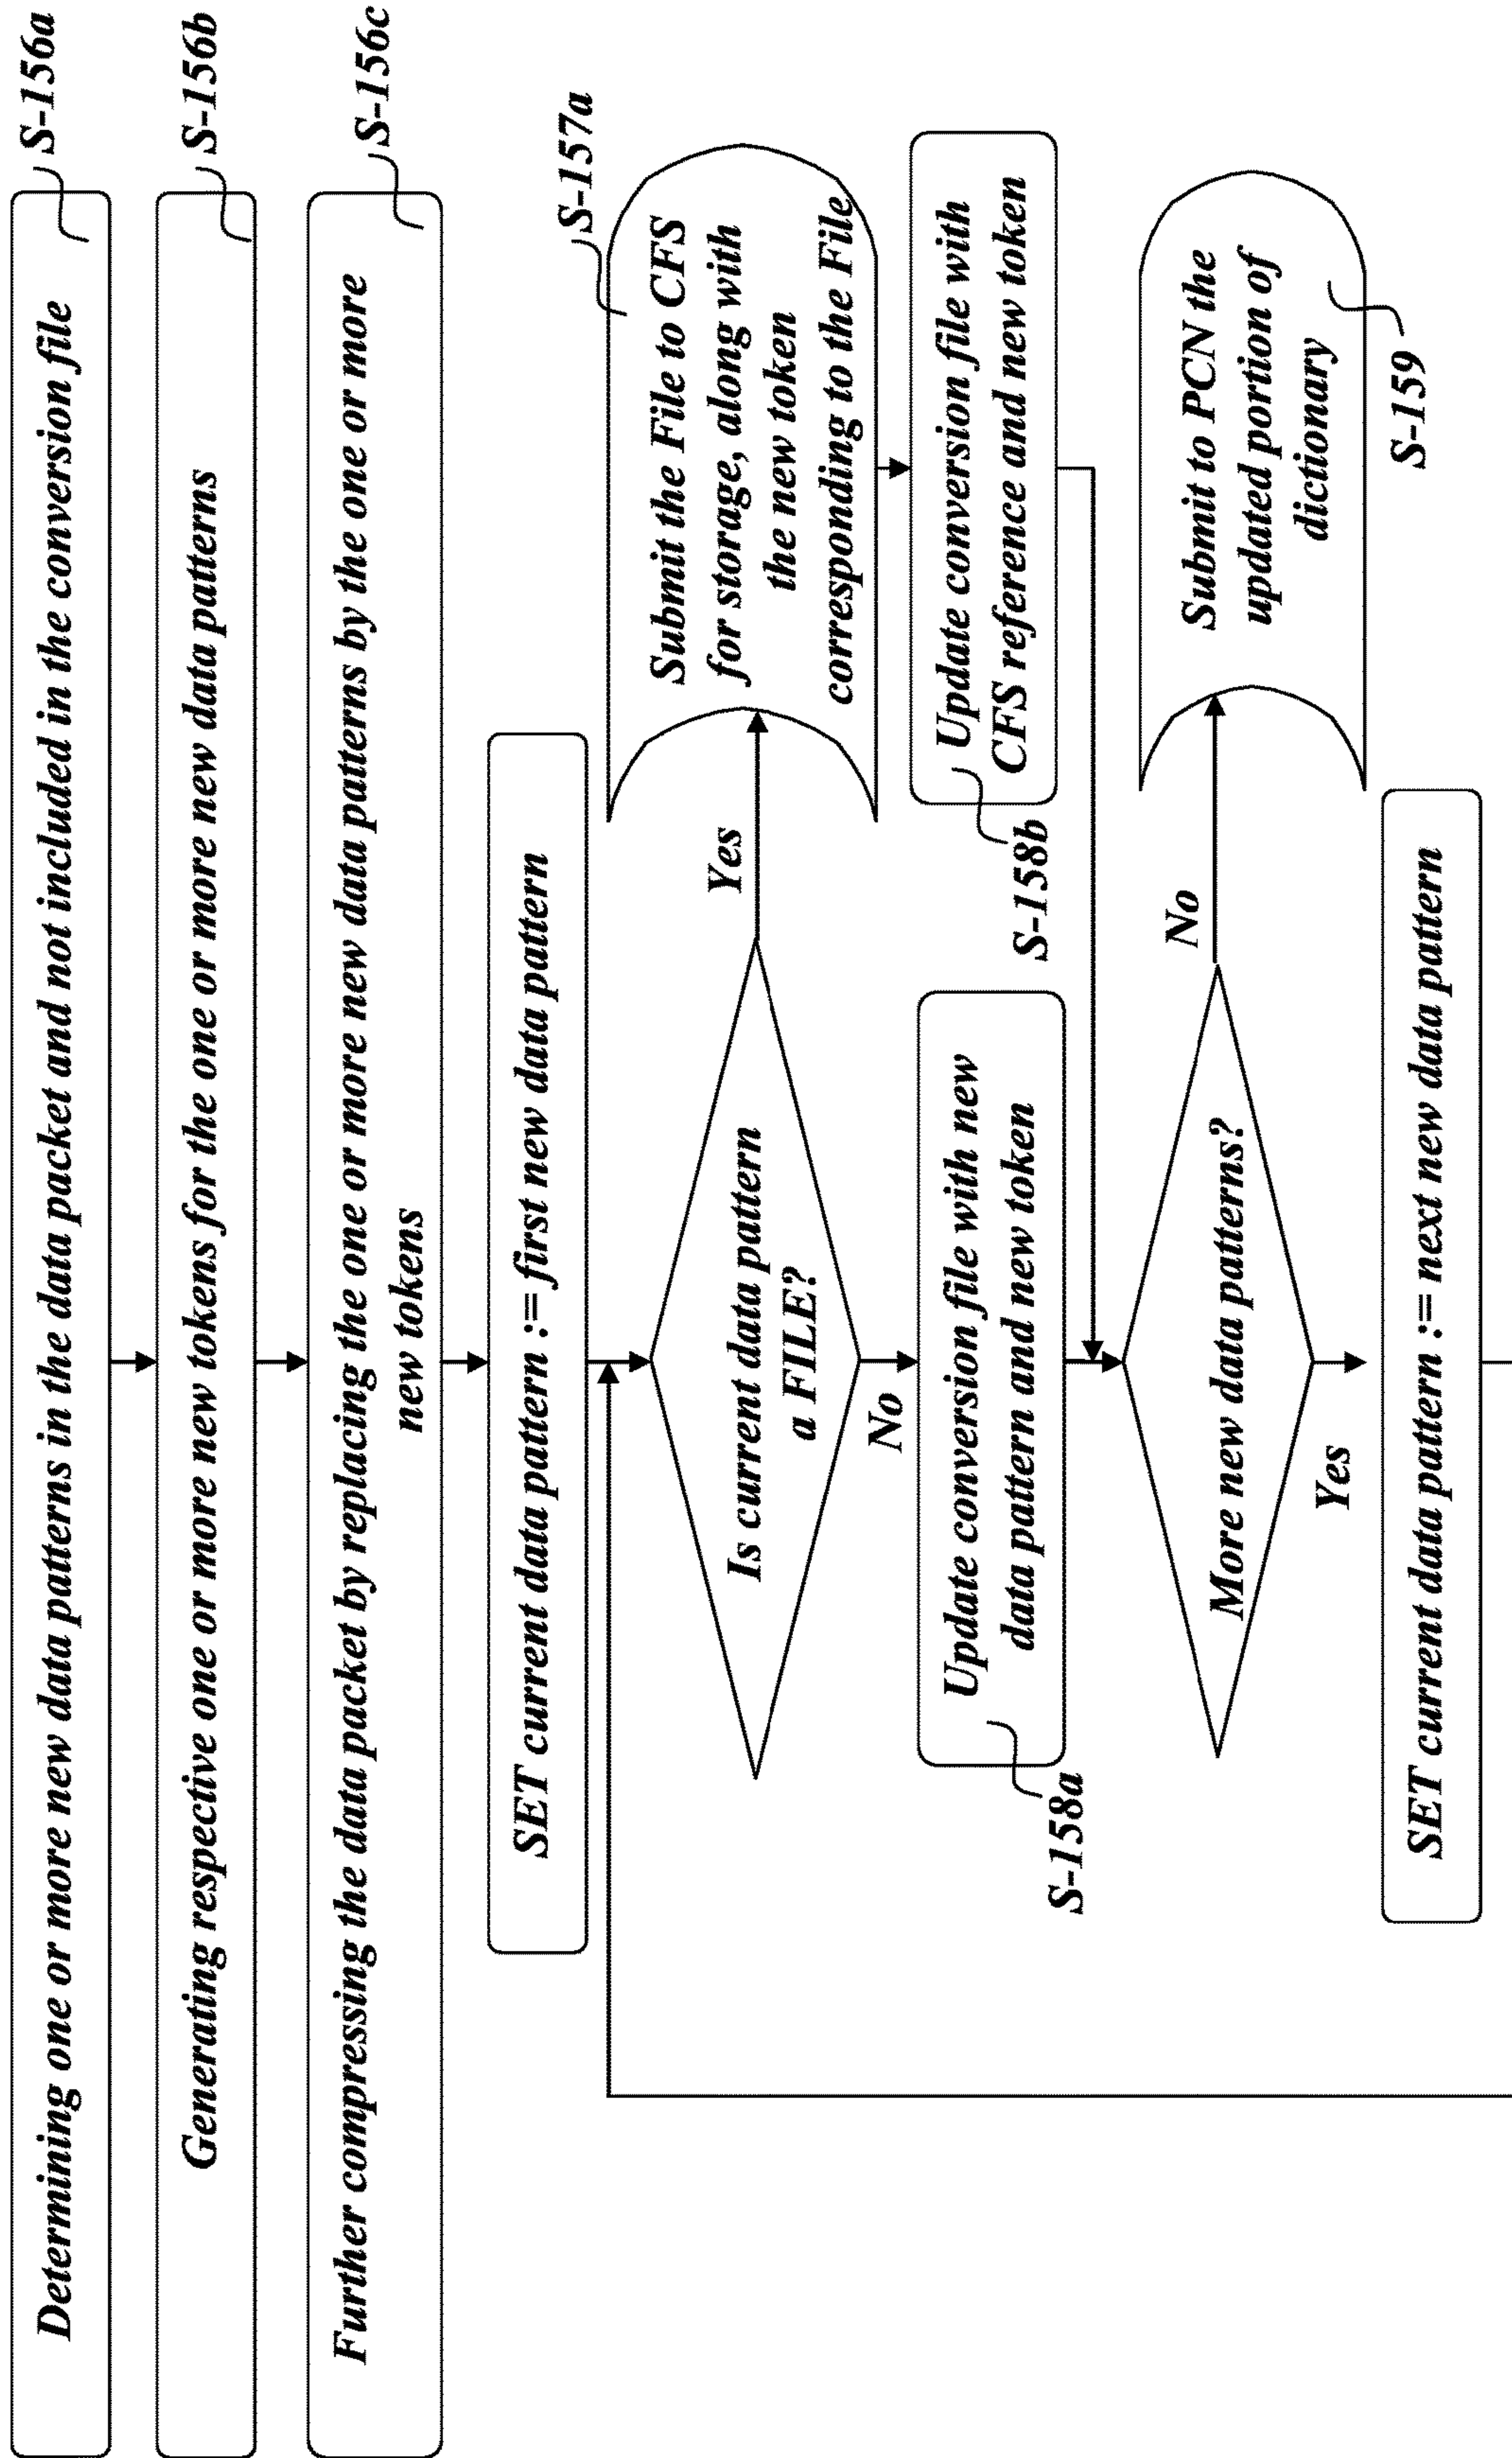 Determining one or more new data patterns in the data packet and not included in the conversion file
S-156a
Generating respective one or more new tokens for the one or more new data patterns
S-156b
Further compressing the data packet by replacing the one or more new data patterns by the one or more
new tokens
S-156c
SET current data pattern := first new data pattern
Is current data pattern
a FILE?
Yes
Submit the File to CFS
for storage, along with
the new token
corresponding to the File
S-157a
No
Update conversion file with new
data pattern and new token
S-158a
Update conversion file with
CFS reference and new token
S-158b
More new data patterns?
No
Submit to PCN the
updated portion of
dictionary
S-159
Yes
SET current data pattern := next new data pattern